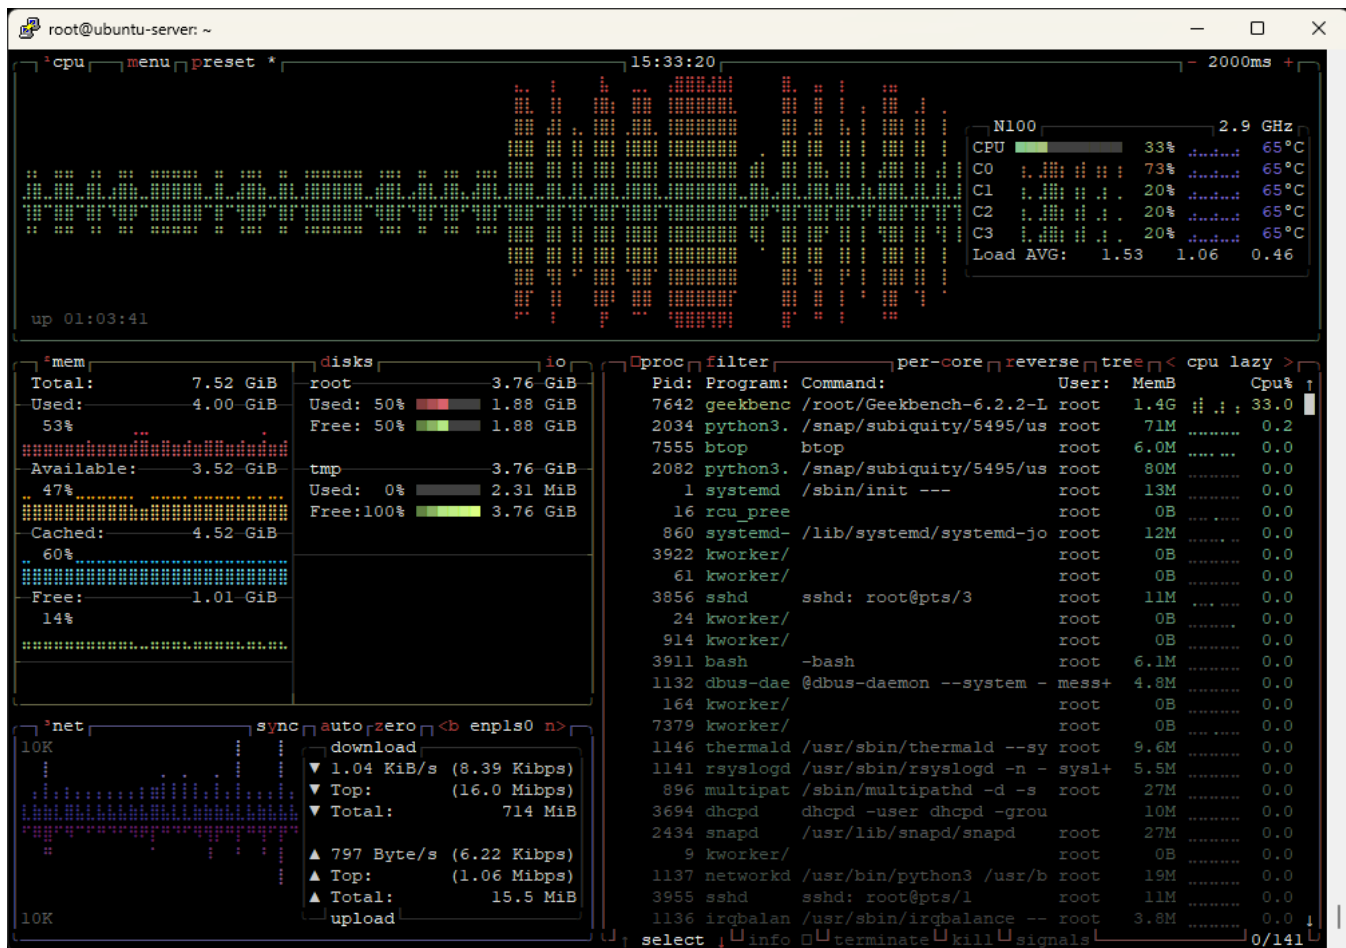 root@ubuntu-server: ~
¹cpu menu preset * 15:33:20 - 2000ms +
N100 2.9 GHz
CPU 33% 65°C
C0 73% 65°C
C1 20% 65°C
C2 20% 65°C
C3 20% 65°C
Load AVG: 1.53 1.06 0.46
up 01:03:41
²mem
Total: 7.52 GiB
Used: 4.00 GiB
53%
Available: 3.52 GiB
47%
Cached: 4.52 GiB
60%
Free: 1.01 GiB
14%
disks io
root 3.76 GiB
Used: 50% 1.88 GiB
Free: 50% 1.88 GiB
tmp 3.76 GiB
Used: 0% 2.31 MiB
Free:100% 3.76 GiB
³net sync auto zero <b enp1s0 n>
10K
10K
download
▼ 1.04 KiB/s (8.39 Kibps)
▼ Top: (16.0 Mibps)
▼ Total: 714 MiB
▲ 797 Byte/s (6.22 Kibps)
▲ Top: (1.06 Mibps)
▲ Total: 15.5 MiB
upload
proc filter per-core reverse tree < cpu lazy >
Pid: Program: Command: User: MemB Cpu% ↑
7642 geekbenc /root/Geekbench-6.2.2-L root 1.4G 33.0
2034 python3. /snap/subiquity/5495/us root 71M 0.2
7555 btop btop root 6.0M 0.0
2082 python3. /snap/subiquity/5495/us root 80M 0.0
1 systemd /sbin/init --- root 13M 0.0
16 rcu_pree root 0B 0.0
860 systemd- /lib/systemd/systemd-jo root 12M 0.0
3922 kworker/ root 0B 0.0
61 kworker/ root 0B 0.0
3856 sshd sshd: root@pts/3 root 11M 0.0
24 kworker/ root 0B 0.0
914 kworker/ root 0B 0.0
3911 bash -bash root 6.1M 0.0
1132 dbus-dae @dbus-daemon --system - mess+ 4.8M 0.0
164 kworker/ root 0B 0.0
7379 kworker/ root 0B 0.0
1146 thermald /usr/sbin/thermald --sy root 9.6M 0.0
1141 rsyslogd /usr/sbin/rsyslogd -n - sysl+ 5.5M 0.0
896 multipat /sbin/multipathd -d -s root 27M 0.0
3694 dhcpd dhcpd -user dhcpd -grou 10M 0.0
2434 snapd /usr/lib/snapd/snapd root 27M 0.0
9 kworker/ root 0B 0.0
1137 networkd /usr/bin/python3 /usr/b root 19M 0.0
3955 sshd sshd: root@pts/1 root 11M 0.0
1136 irqbalan /usr/sbin/irqbalance -- root 3.8M 0.0 ↓
↑ select ↓ info terminate kill signals 0/141